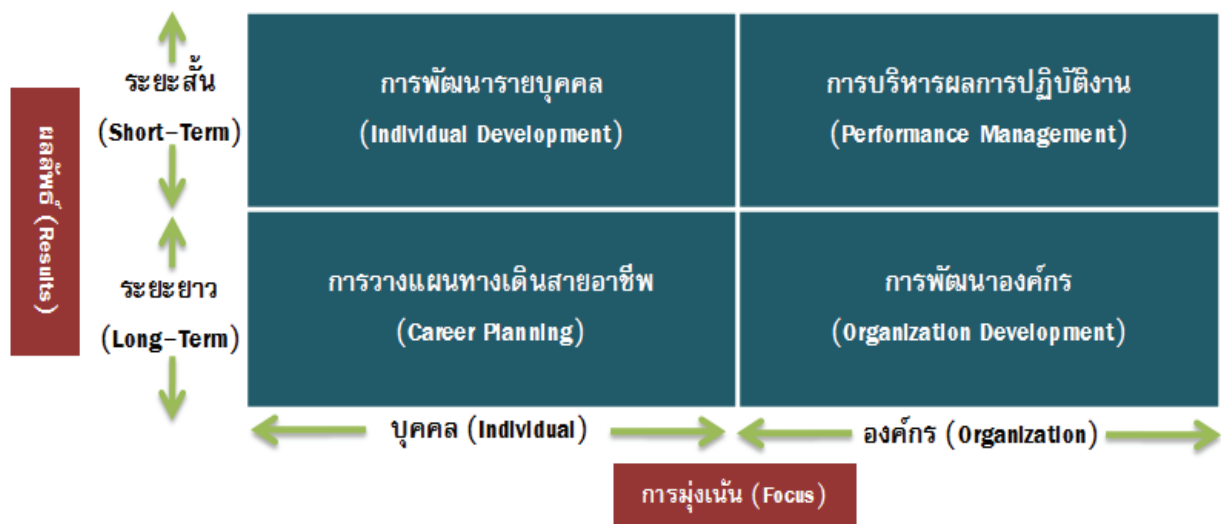 ผลลัพธ์ (Results)
ระยะสั้น
(Short-Term)
การพัฒนารายบุคคล
(Individual Development)
การบริหารผลการปฏิบัติงาน
(Performance Management)
ระยะยาว
(Long-Term)
การวางแผนทางเดินสายอาชีพ
(Career Planning)
การพัฒนาองค์กร
(Organization Development)
บุคคล (Individual)
องค์กร (Organization)
การมุ่งเน้น (Focus)